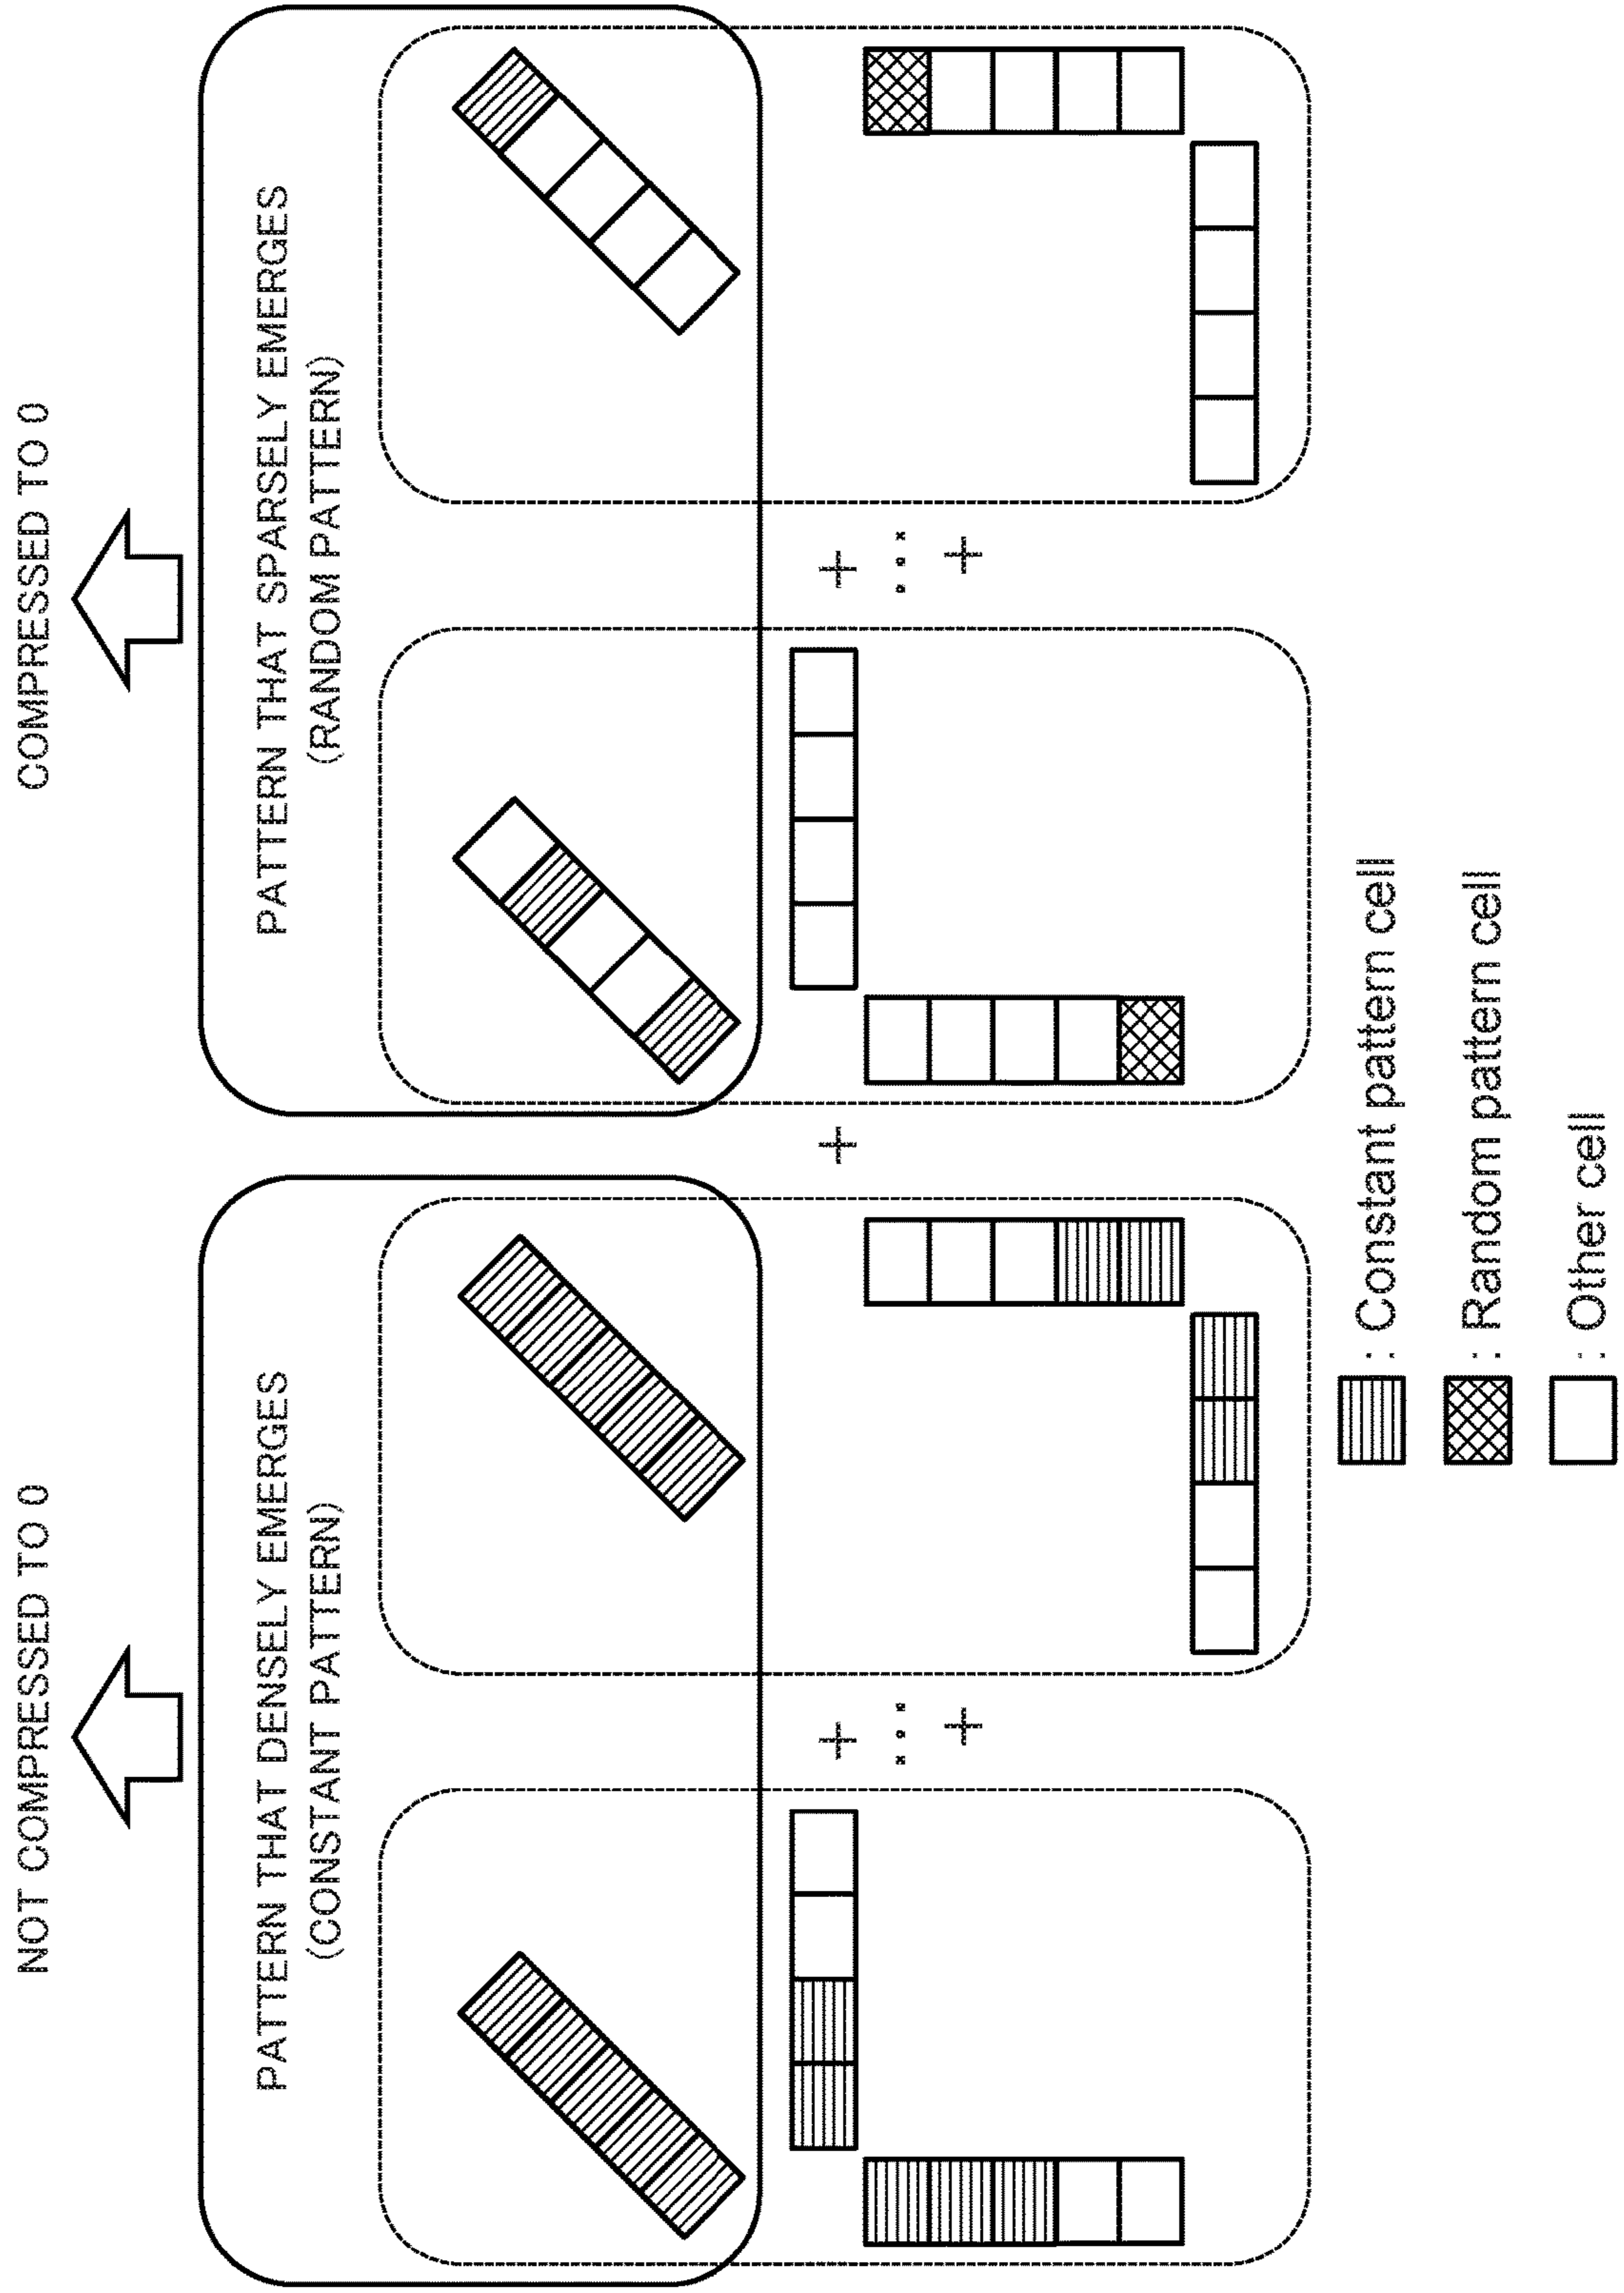 NOT COMPRESSED TO 0
COMPRESSED TO 0
PATTERN THAT DENSELY EMERGES
(CONSTANT PATTERN)
PATTERN THAT SPARSELY EMERGES
(RANDOM PATTERN)
+
...
+
+
+
...
+
: Constant pattern cell
: Random pattern cell
: Other cell